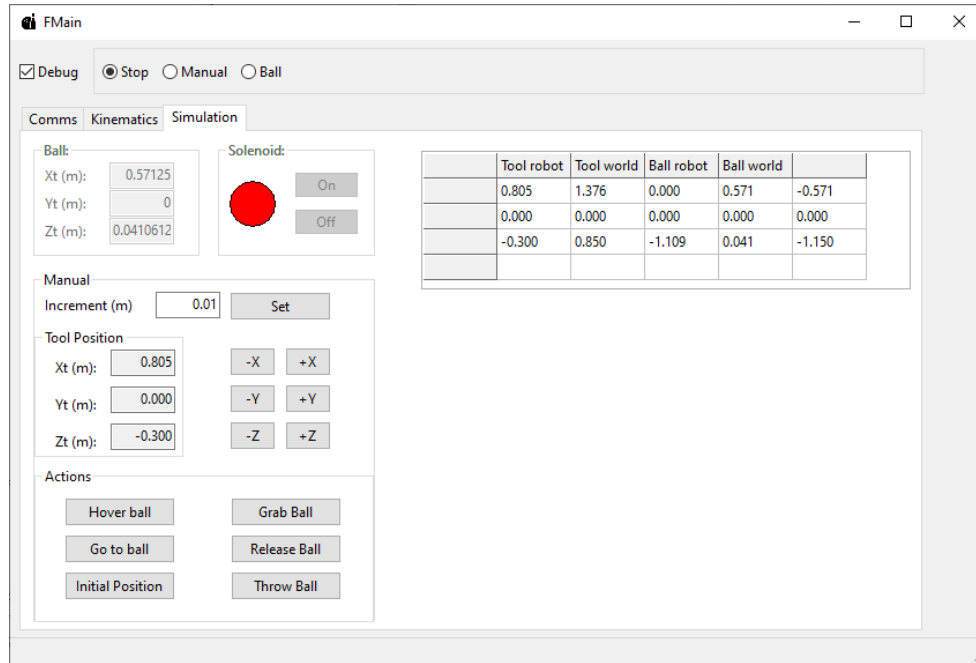 FMain
Debug Stop Manual Ball
Comms Kinematics Simulation
Ball:
Xt (m): 0.57125
Yt (m): 0
Zt (m): 0.0410612
Solenoid:
On
Off
Tool robot Tool world Ball robot Ball world
0.805 1.376 0.000 0.571 -0.571
0.000 0.000 0.000 0.000 0.000
-0.300 0.850 -1.109 0.041 -1.150
Manual
Increment (m) 0.01 Set
Tool Position
Xt (m): 0.805 -X +X
Yt (m): 0.000 -Y +Y
Zt (m): -0.300 -Z +Z
Actions
Hover ball Grab Ball
Go to ball Release Ball
Initial Position Throw Ball